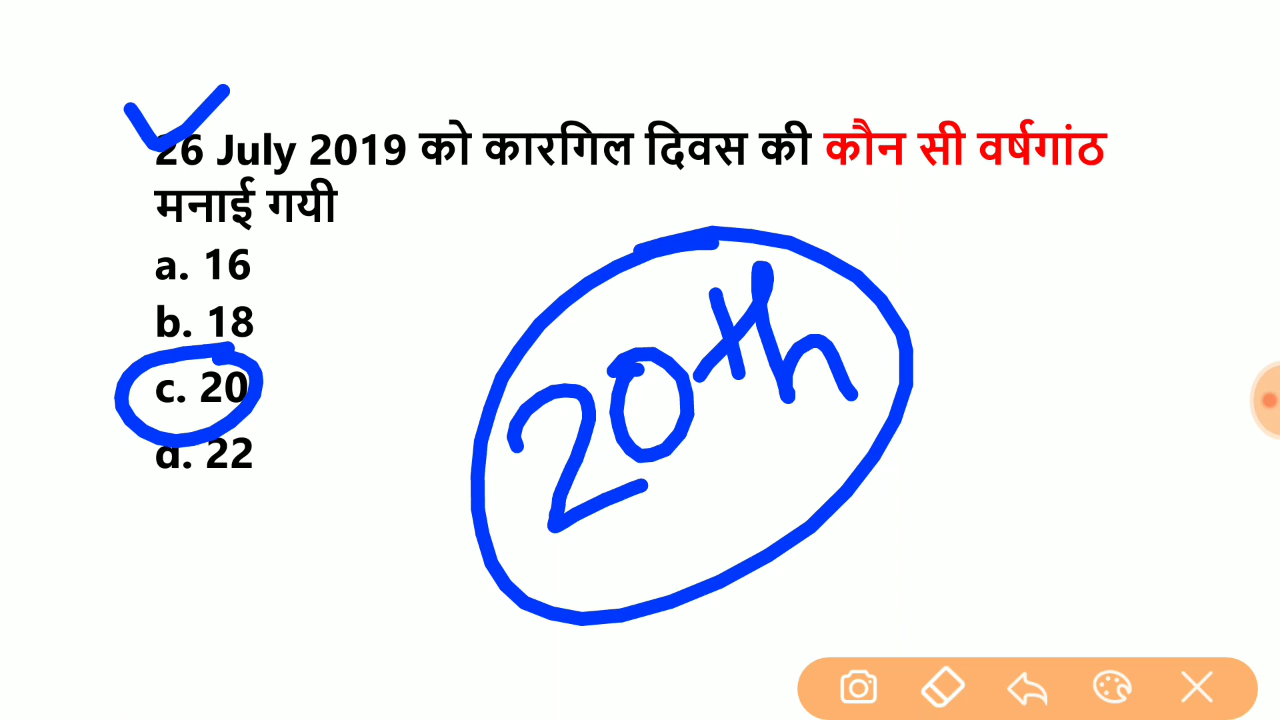 26 July 2019 को कारगिल दिवस की कौन सी वर्षगांठ
मनाई गयी
a. 16
b. 18
c. 20
d. 22
20th